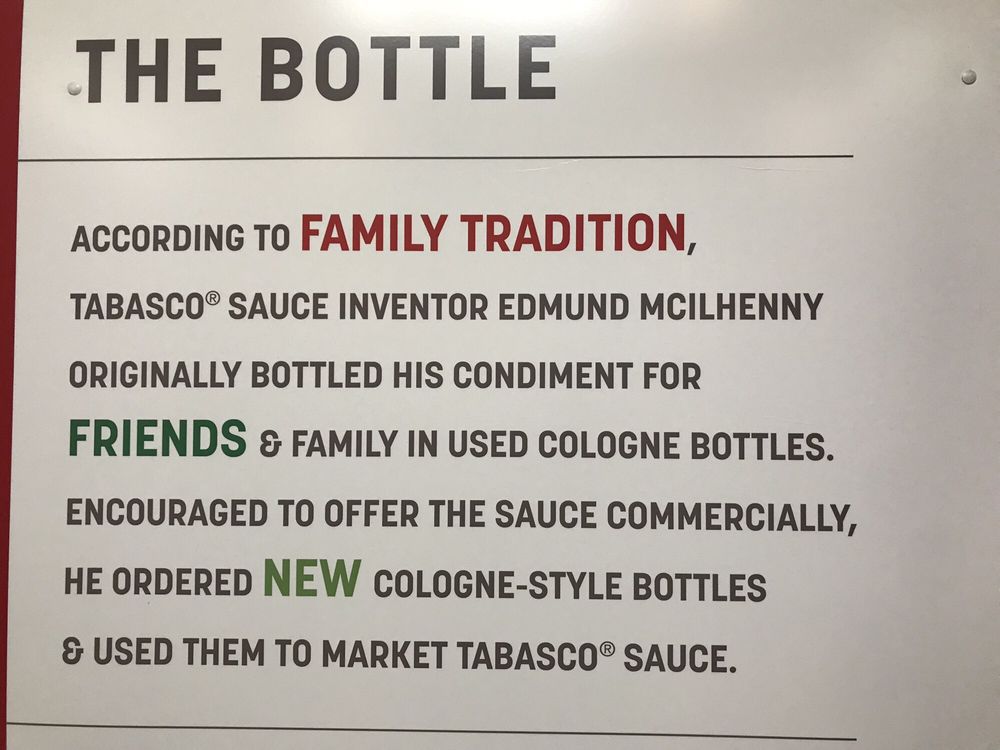 THE BOTTLE
ACCORDING TO FAMILY TRADITION,
TABASCO® SAUCE INVENTOR EDMUND MCILHENNY
ORIGINALLY BOTTLED HIS CONDIMENT FOR
FRIENDS & FAMILY IN USED COLOGNE BOTTLES.
ENCOURAGED TO OFFER THE SAUCE COMMERCIALLY,
HE ORDERED NEW COLOGNE-STYLE BOTTLES
& USED THEM TO MARKET TABASCO® SAUCE.